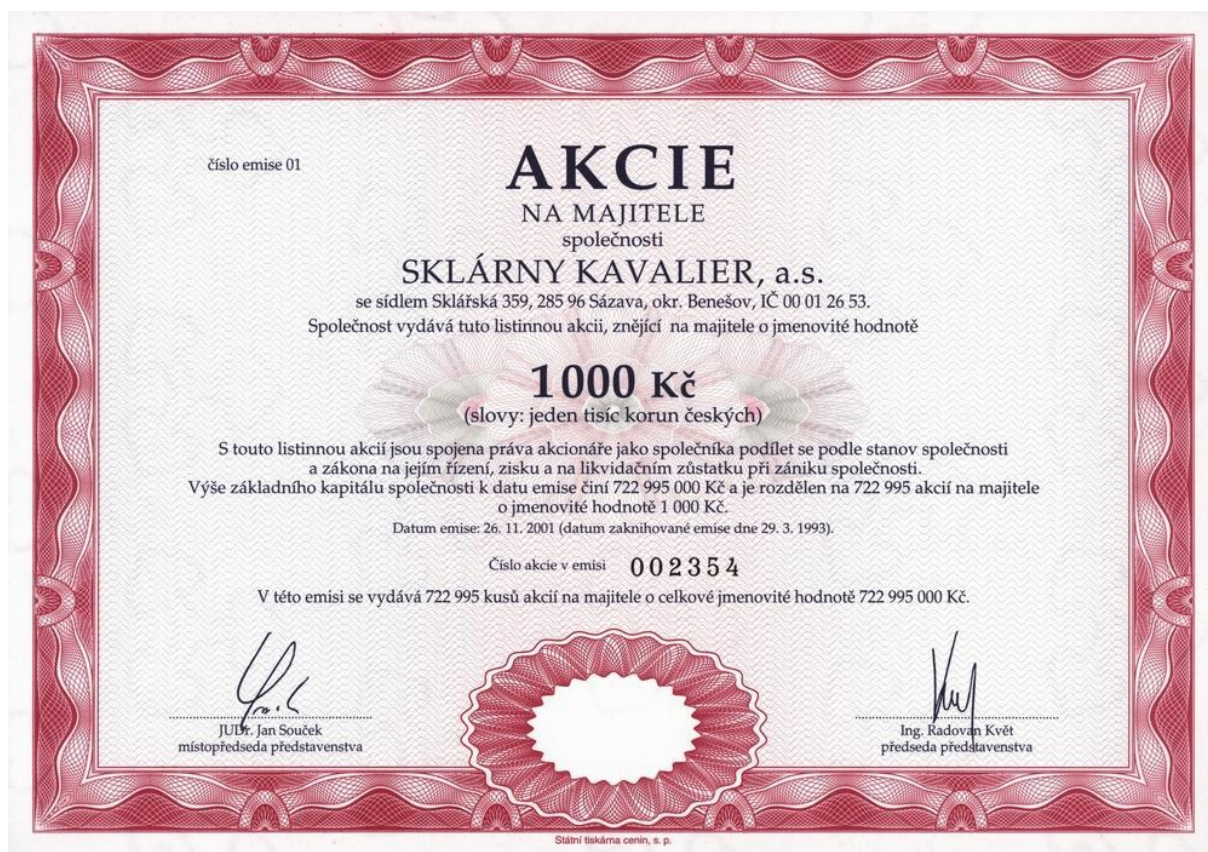 číslo emise 01
AKCIE
NA MAJITELE
společnosti
SKLÁRNY KAVALIER, a.s.
se sídlem Sklářská 359, 285 96 Sázava, okr. Benešov, IČ 00 01 26 53.
Společnost vydává tuto listinnou akcii, znějící na majitele o jmenovité hodnotě
1000 Kč
(slovy: jeden tisíc korun českých)
S touto listinnou akcií jsou spojena práva akcionáře jako společníka podílet se podle stanov společnosti
a zákona na jejím řízení, zisku a na likvidačním zůstatku při zániku společnosti.
Výše základního kapitálu společnosti k datu emise činí 722 995 000 Kč a je rozdělen na 722 995 akcií na majitele
o jmenovité hodnotě 1 000 Kč.
Datum emise: 26. 11. 2001 (datum zaknihované emise dne 29. 3. 1993).
Číslo akcie v emisi 002354
V této emisi se vydává 722 995 kusů akcií na majitele o celkové jmenovité hodnotě 722 995 000 Kč.
JUDr. Jan Souček
místopředseda představenstva
Ing. Radovan Květ
předseda představenstva
Státní tiskárna cenin, s. p.